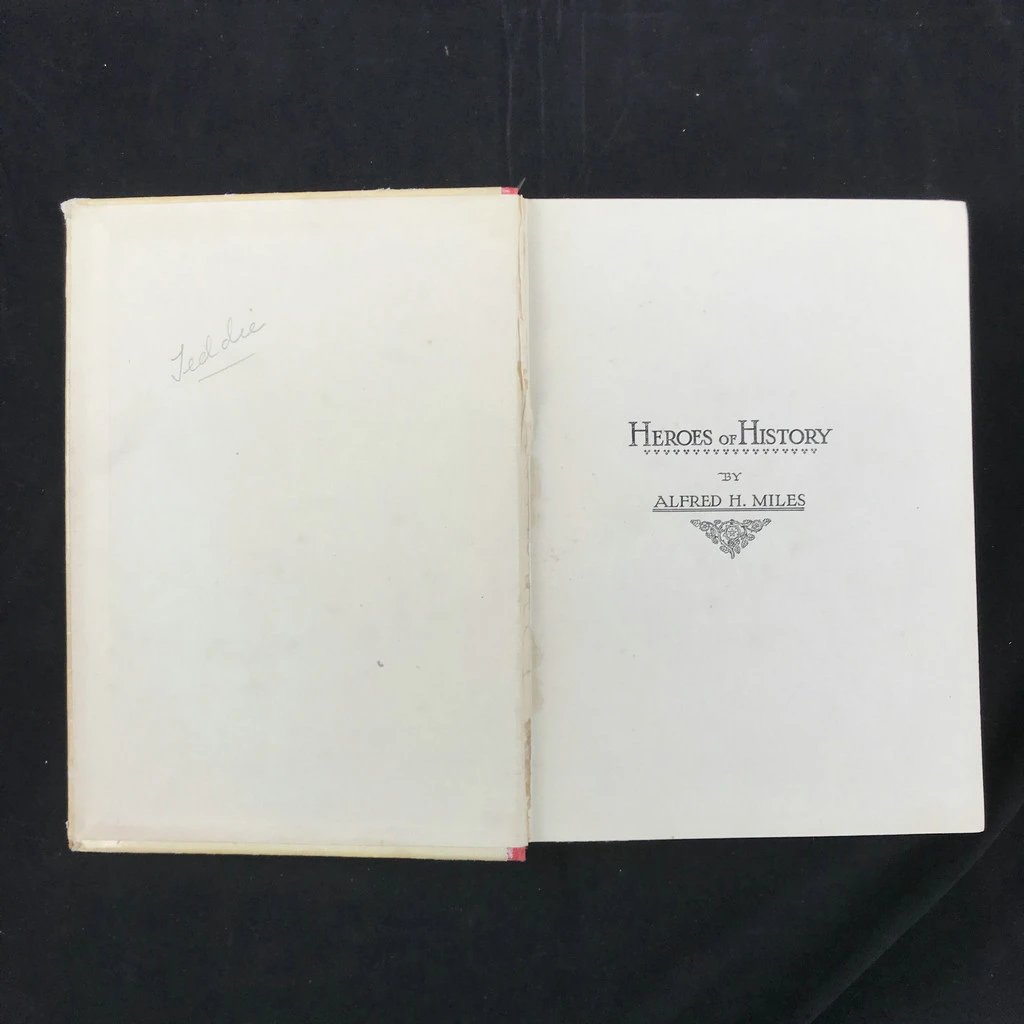 Teddie
HEROES OF HISTORY
BY
ALFRED H. MILES